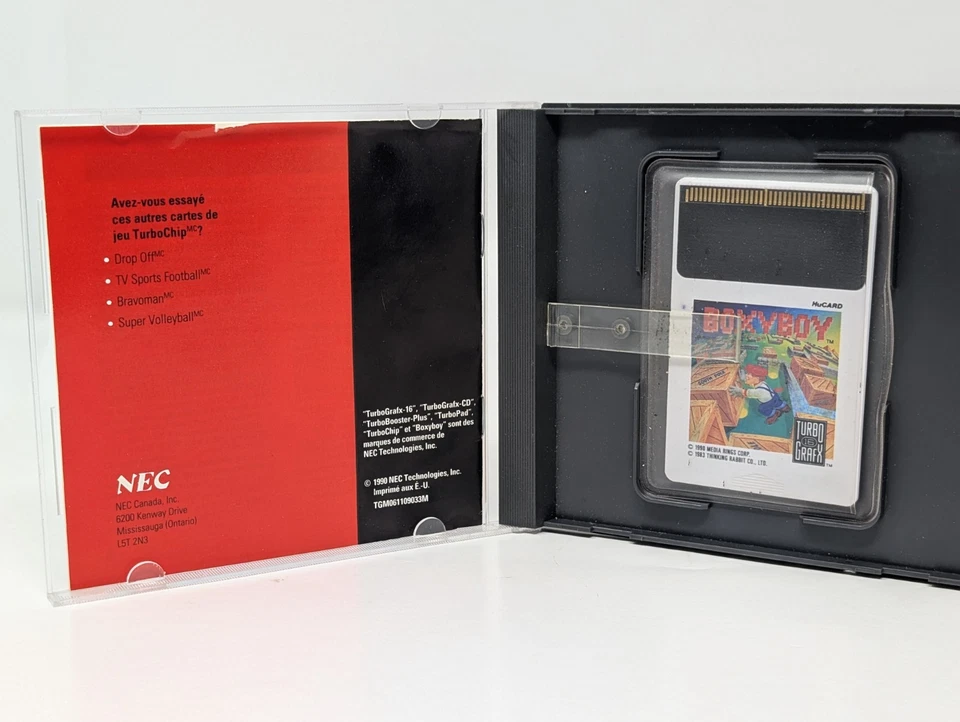 Avez-vous essayé
ces autres cartes de
jeu TurboChipMC?
• Drop OffMC
• TV Sports FootballMC
• BravomanMC
• Super VolleyballMC
NEC
NEC Canada, Inc.
6200 Kenway Drive
Mississauga (Ontario)
L5T 2N3
"TurboGrafx-16", "TurboGrafx-CD",
"TurboBooster-Plus", "TurboPad",
"TurboChip" et "Boxyboy" sont des
marques de commerce de
NEC Technologies, Inc.
© 1990 NEC Technologies, Inc.
Imprimé aux É.-U.
TGM061109033M
HuCARD
BOXYBOY™
© 1990 MEDIA RINGS CORP.
© 1983 THINKING RABBIT CO., LTD.
TURBO
GRAFX™